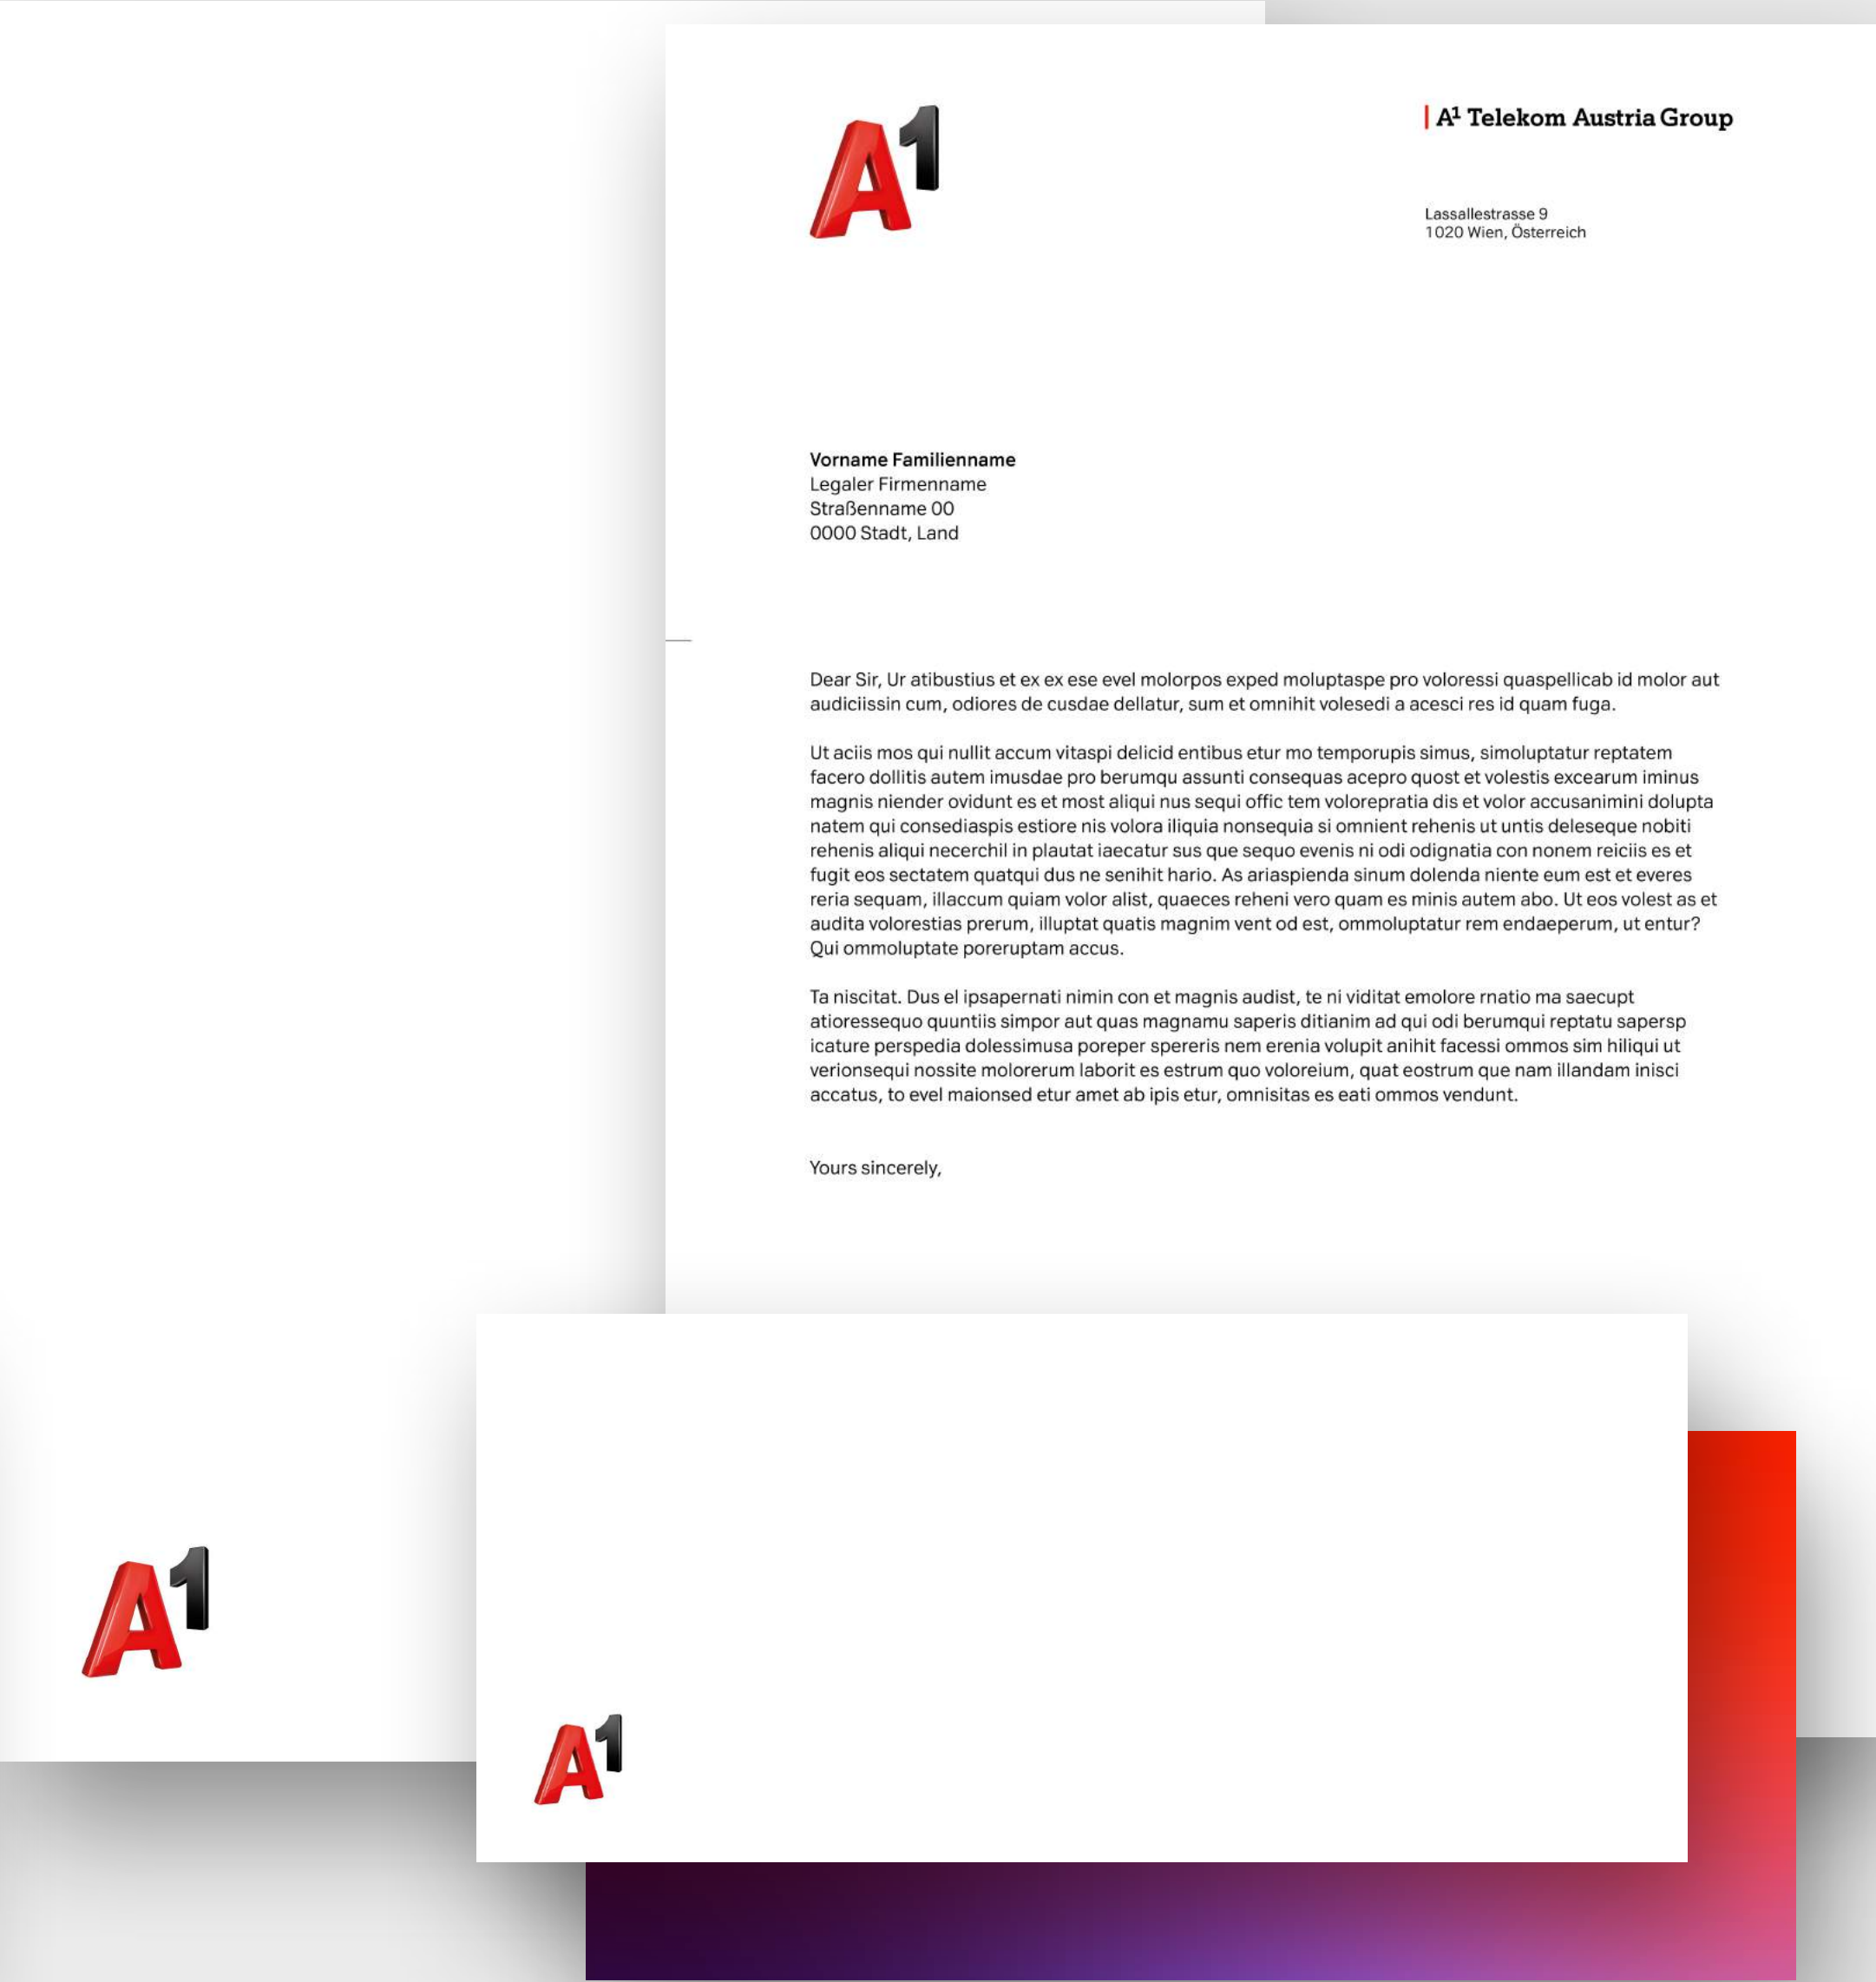 A1
A¹ Telekom Austria Group
Lassallestrasse 9
1020 Wien, Österreich
Vorname Familienname
Legaler Firmenname
Straßenname 00
0000 Stadt, Land
Dear Sir, Ur atibustius et ex ex ese evel molorpos exped moluptaspe pro voloressi quaspellicab id molor aut
audiciissin cum, odiores de cusdae dellatur, sum et omnihit volesedi a acesci res id quam fuga.
Ut aciis mos qui nullit accum vitaspi delicid entibus etur mo temporupis simus, simoluptatur reptatem
facero dollitis autem imusdae pro berumqu assunti consequas acepro quost et volestis excearum iminus
magnis niender ovidunt es et most aliqui nus sequi offic tem volorepratia dis et volor accusanimini dolupta
natem qui consediaspis estiore nis volora iliquia nonsequia si omnient rehenis ut untis deleseque nobiti
rehenis aliqui necerchil in plautat iaecatur sus que sequo evenis ni odi odignatia con nonem reiciis es et
fugit eos sectatem quatqui dus ne senihit hario. As ariaspienda sinum dolenda niente eum est et everes
reria sequam, illaccum quiam volor alist, quaeces reheni vero quam es minis autem abo. Ut eos volest as et
audita volorestias prerum, illuptat quatis magnim vent od est, ommoluptatur rem endaeperum, ut entur?
Qui ommoluptate poreruptam accus.
Ta niscitat. Dus el ipsapernati nimin con et magnis audist, te ni viditat emolore rnatio ma saecupt
atioressequo quuntiis simpor aut quas magnamu saperis ditianim ad qui odi berumqui reptatu sapersp
icature perspedia dolessimusa poreper spereris nem erenia volupit anihit facessi ommos sim hiliqui ut
verionsequi nossite molorerum laborit es estrum quo voloreium, quat eostrum que nam illandam inisci
accatus, to evel maionsed etur amet ab ipis etur, omnisitas es eati ommos vendunt.
Yours sincerely,
A1
A1